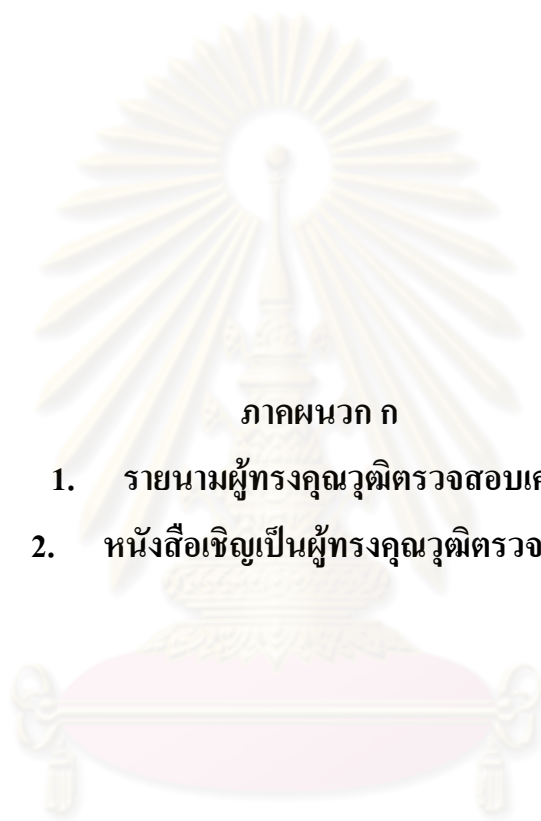 ภาคผนวก ก
1. รายนามผู้ทรงคุณวุฒิตรวจสอบเค
2. หนังสือเชิญเป็นผู้ทรงคุณวุฒิตรวจ